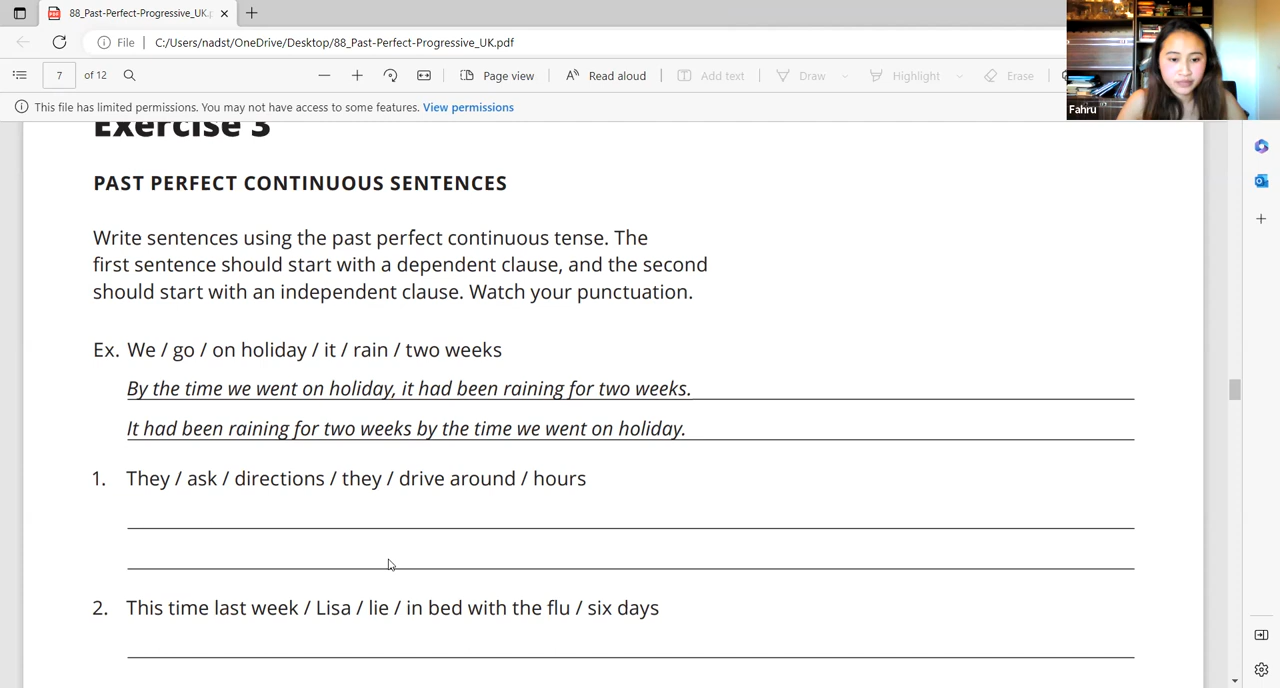 88_Past-Perfect-Progressive_UK.p
File
C:/Users/nadst/OneDrive/Desktop/88_Past-Perfect-Progressive_UK.pdf
7 of 12
Page view
Read aloud
Add text
Draw
Highlight
Erase
This file has limited permissions. You may not have access to some features. View permissions
Fahru
Exercise 3
PAST PERFECT CONTINUOUS SENTENCES
Write sentences using the past perfect continuous tense. The
first sentence should start with a dependent clause, and the second
should start with an independent clause. Watch your punctuation.
Ex. We / go / on holiday / it / rain / two weeks
By the time we went on holiday, it had been raining for two weeks.
It had been raining for two weeks by the time we went on holiday.
1. They / ask / directions / they / drive around / hours
2. This time last week / Lisa / lie / in bed with the flu / six days